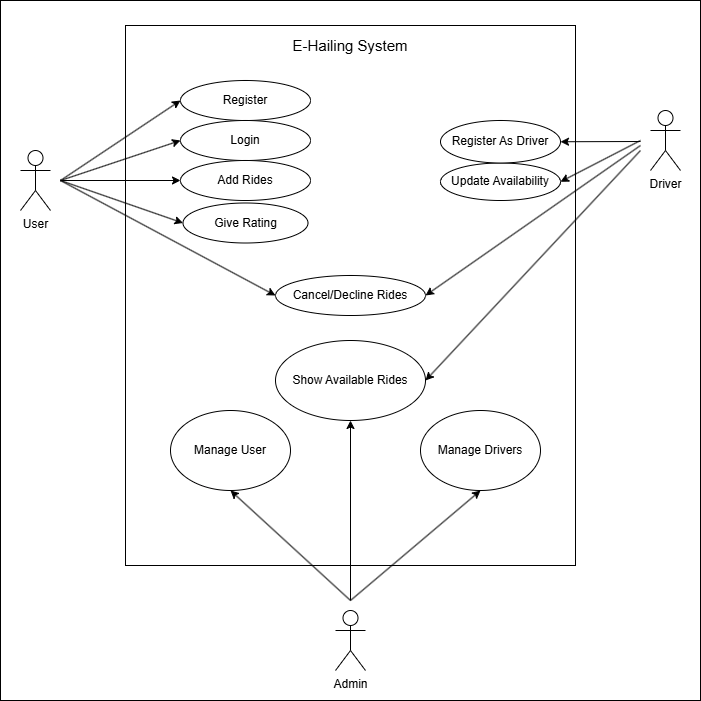 E-Hailing System
Register
Login
Add Rides
Give Rating
User
Register As Driver
Update Availability
Driver
Cancel/Decline Rides
Show Available Rides
Manage User
Manage Drivers
Admin